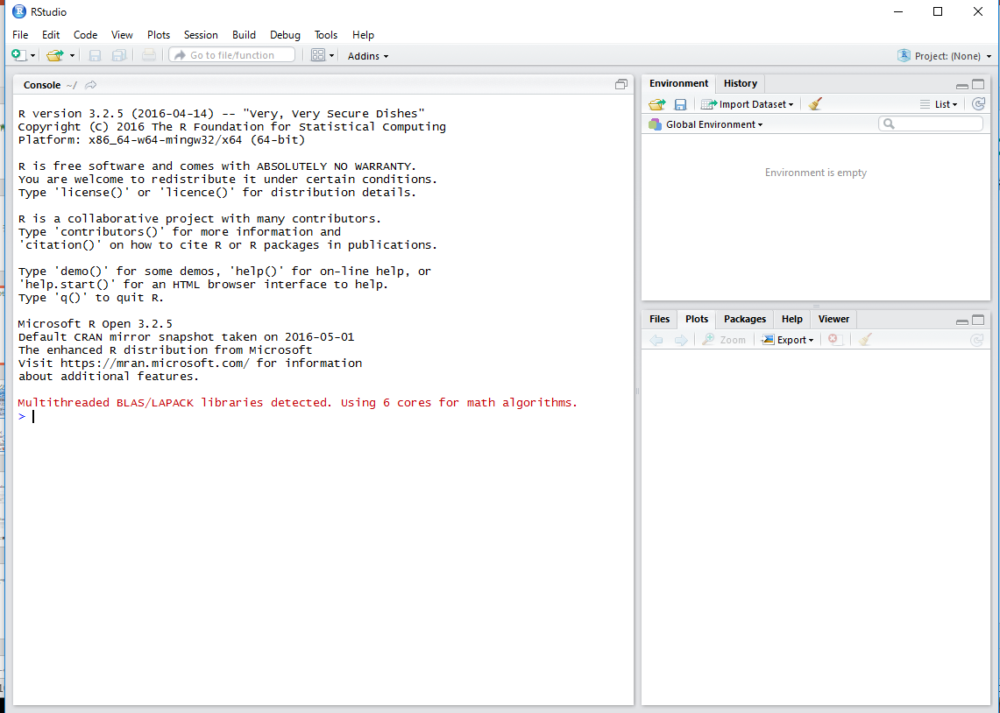 RStudio
File Edit Code View Plots Session Build Debug Tools Help
Go to file/function Addins Project: (None)
Console ~/
R version 3.2.5 (2016-04-14) -- "Very, Very Secure Dishes"
Copyright (C) 2016 The R Foundation for Statistical Computing
Platform: x86_64-w64-mingw32/x64 (64-bit)
R is free software and comes with ABSOLUTELY NO WARRANTY.
You are welcome to redistribute it under certain conditions.
Type 'license()' or 'licence()' for distribution details.
R is a collaborative project with many contributors.
Type 'contributors()' for more information and
'citation()' on how to cite R or R packages in publications.
Type 'demo()' for some demos, 'help()' for on-line help, or
'help.start()' for an HTML browser interface to help.
Type 'q()' to quit R.
Microsoft R Open 3.2.5
Default CRAN mirror snapshot taken on 2016-05-01
The enhanced R distribution from Microsoft
Visit https://mran.microsoft.com/ for information
about additional features.
Multithreaded BLAS/LAPACK libraries detected. Using 6 cores for math algorithms.
>
Environment History
Import Dataset List
Global Environment
Environment is empty
Files Plots Packages Help Viewer
Zoom Export